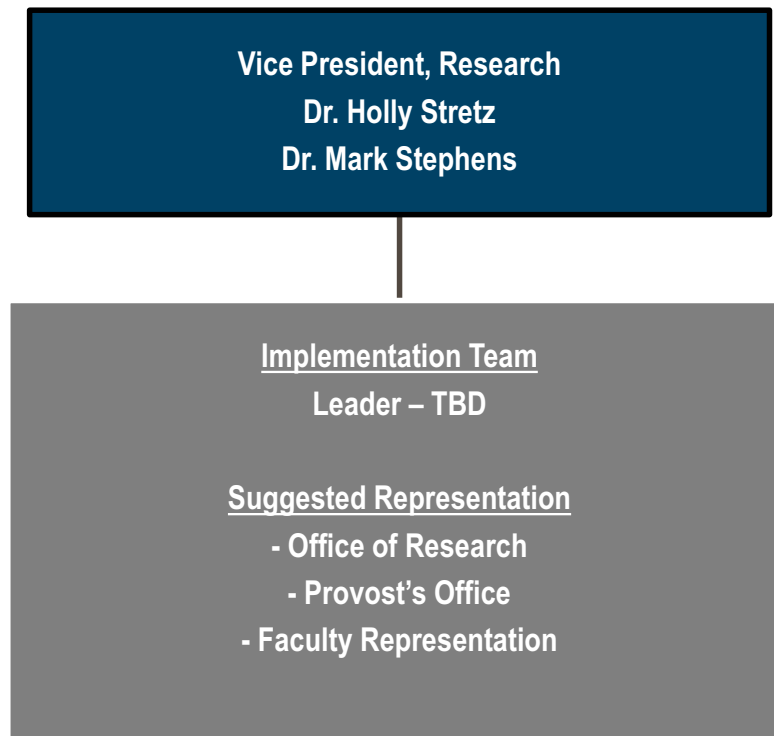 Vice President, Research
Dr. Holly Stretz
Dr. Mark Stephens
Implementation Team
Leader – TBD
Suggested Representation
- Office of Research
- Provost’s Office
- Faculty Representation